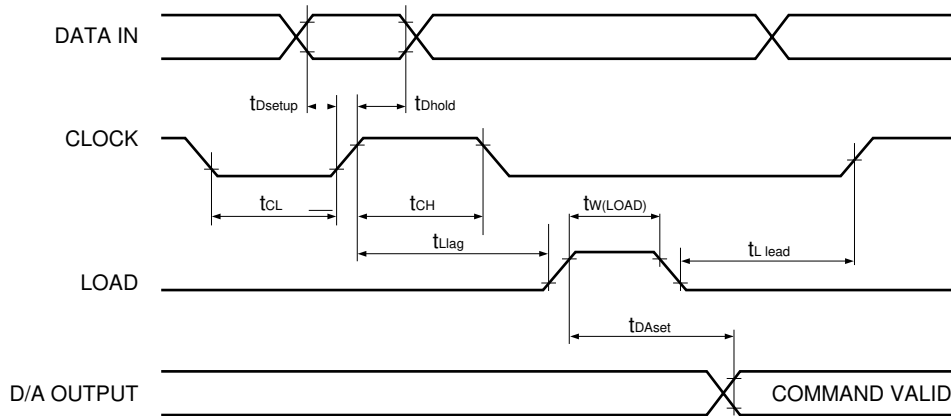 DATA IN
tDsetup tDhold
CLOCK
tCL tCH tW(LOAD)
tLlag tL lead
LOAD
tDAset
D/A OUTPUT COMMAND VALID